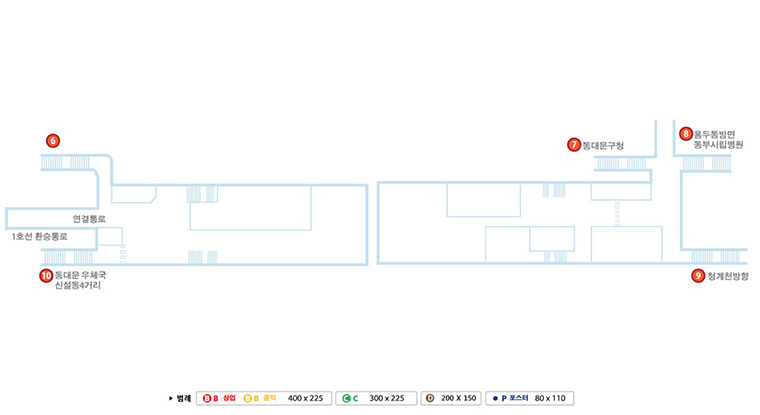 6
7 동대문구청
8 용두동방면
동부시립병원
연결통로
1호선 환승통로
10 동대문 우체국
신설동4거리
9 청계천방향
▶ 범례 B B 상업 B B 공익 400 x 225 C C 300 x 225 D 200 X 150 ● P 포스터 80 x 110